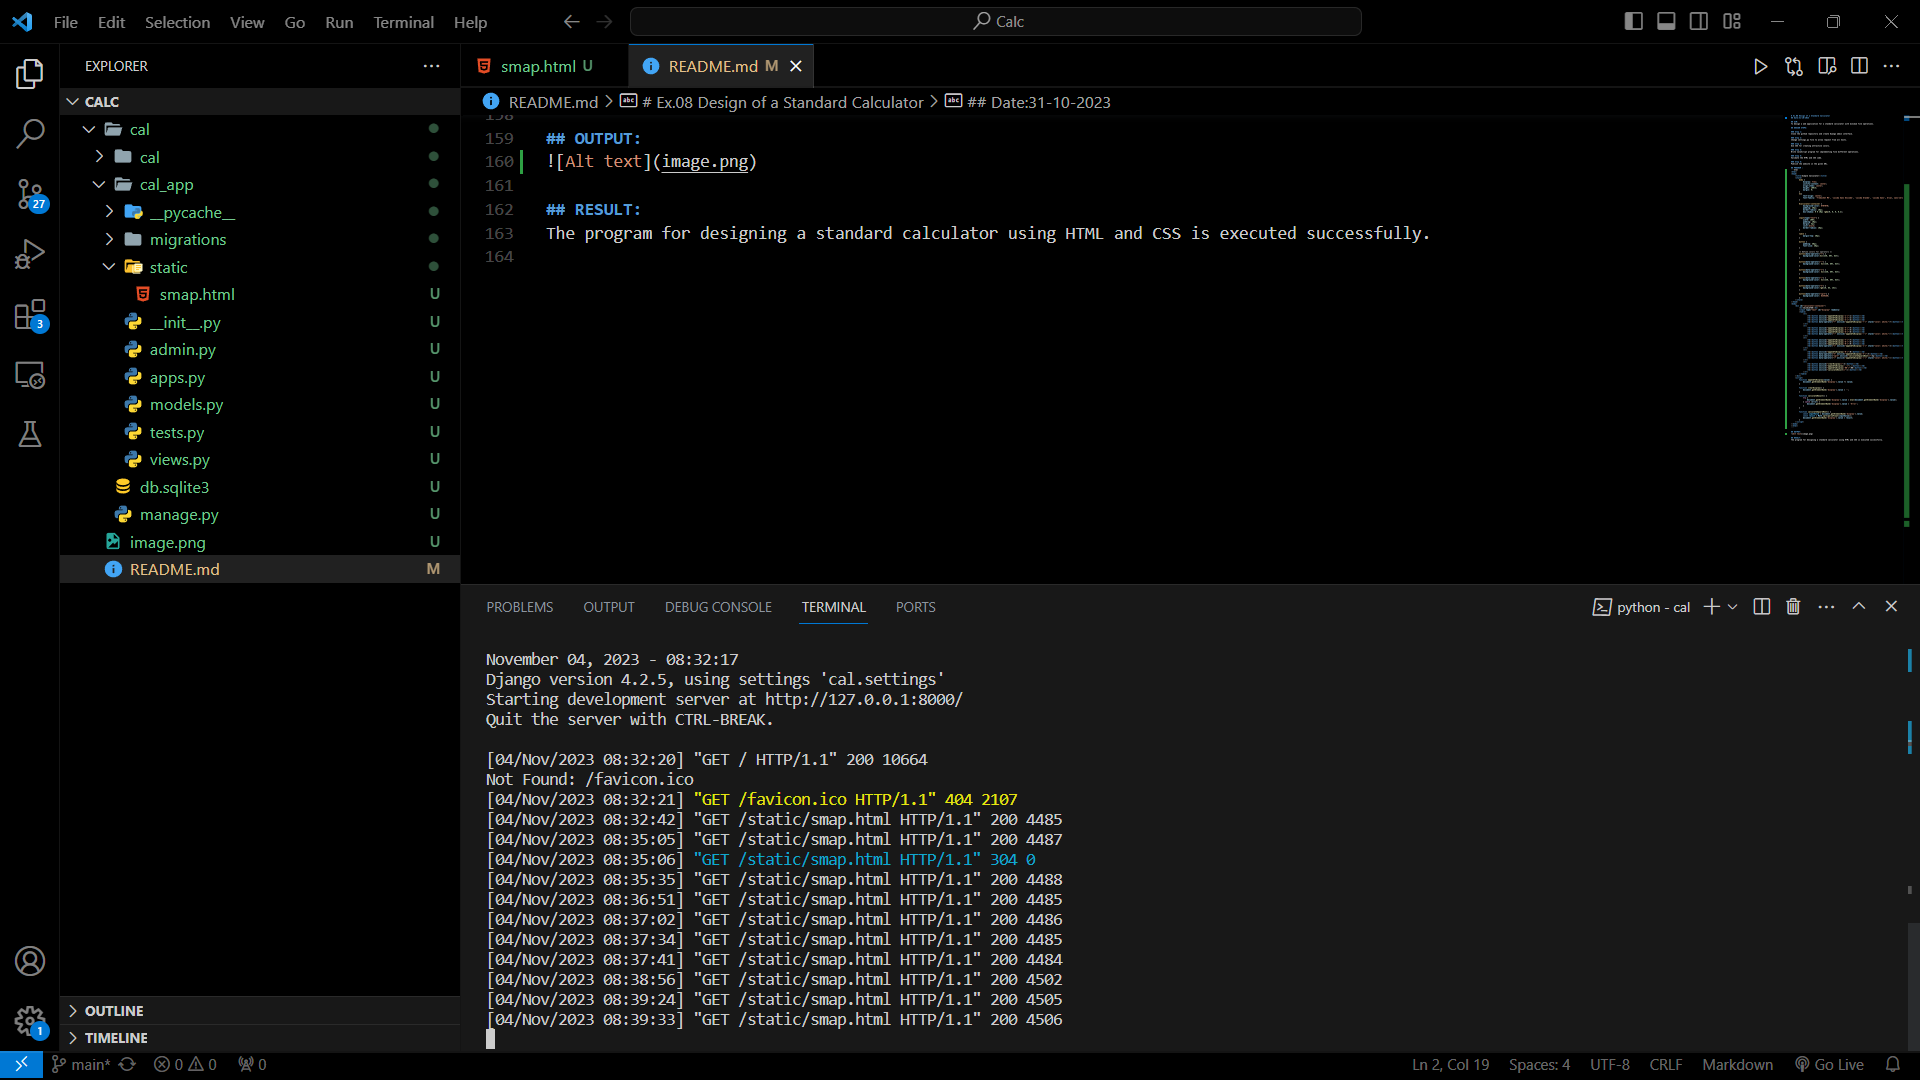 File Edit Selection View Go Run Terminal Help
Calc
EXPLORER
CALC
cal
cal
cal_app
__pycache__
migrations
static
smap.html U
__init__.py U
admin.py U
apps.py U
models.py U
tests.py U
views.py U
db.sqlite3 U
manage.py U
image.png U
README.md M
OUTLINE
TIMELINE
27
3
1
smap.html U
README.md M
README.md > # Ex.08 Design of a Standard Calculator > ## Date:31-10-2023
158
159 ## OUTPUT:
160 ![Alt text](image.png)
161
162 ## RESULT:
163 The program for designing a standard calculator using HTML and CSS is executed successfully.
164
PROBLEMS OUTPUT DEBUG CONSOLE TERMINAL PORTS
python - cal
November 04, 2023 - 08:32:17
Django version 4.2.5, using settings 'cal.settings'
Starting development server at http://127.0.0.1:8000/
Quit the server with CTRL-BREAK.
[04/Nov/2023 08:32:20] "GET / HTTP/1.1" 200 10664
Not Found: /favicon.ico
[04/Nov/2023 08:32:21] "GET /favicon.ico HTTP/1.1" 404 2107
[04/Nov/2023 08:32:42] "GET /static/smap.html HTTP/1.1" 200 4485
[04/Nov/2023 08:35:05] "GET /static/smap.html HTTP/1.1" 200 4487
[04/Nov/2023 08:35:06] "GET /static/smap.html HTTP/1.1" 304 0
[04/Nov/2023 08:35:35] "GET /static/smap.html HTTP/1.1" 200 4488
[04/Nov/2023 08:36:51] "GET /static/smap.html HTTP/1.1" 200 4485
[04/Nov/2023 08:37:02] "GET /static/smap.html HTTP/1.1" 200 4486
[04/Nov/2023 08:37:34] "GET /static/smap.html HTTP/1.1" 200 4485
[04/Nov/2023 08:37:41] "GET /static/smap.html HTTP/1.1" 200 4484
[04/Nov/2023 08:38:56] "GET /static/smap.html HTTP/1.1" 200 4502
[04/Nov/2023 08:39:24] "GET /static/smap.html HTTP/1.1" 200 4505
[04/Nov/2023 08:39:33] "GET /static/smap.html HTTP/1.1" 200 4506
main* 0 0 0
Ln 2, Col 19 Spaces: 4 UTF-8 CRLF Markdown Go Live